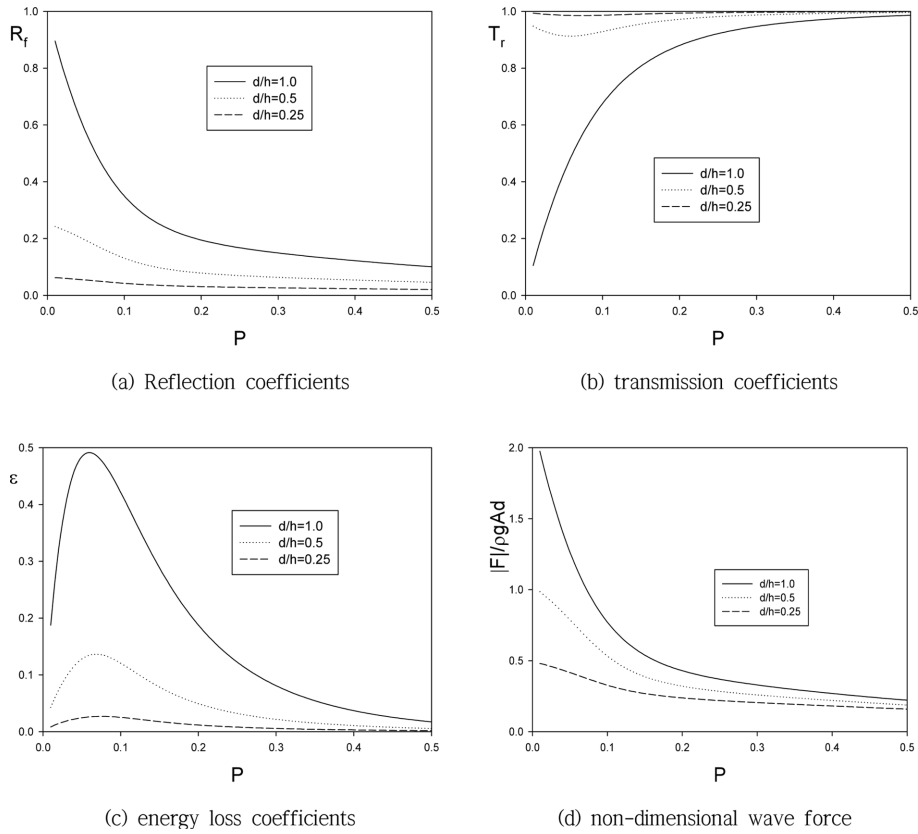 R_f
1.0
0.8
0.6
0.4
0.2
0.0
d/h=1.0
d/h=0.5
d/h=0.25
0.0 0.1 0.2 0.3 0.4 0.5
P
(a) Reflection coefficients
T_r
1.0
0.8
0.6
0.4
0.2
0.0
d/h=1.0
d/h=0.5
d/h=0.25
0.0 0.1 0.2 0.3 0.4 0.5
P
(b) transmission coefficients
ε
0.5
0.4
0.3
0.2
0.1
0.0
d/h=1.0
d/h=0.5
d/h=0.25
0.0 0.1 0.2 0.3 0.4 0.5
P
(c) energy loss coefficients
|F|/ρgAd
2.0
1.5
1.0
0.5
0.0
d/h=1.0
d/h=0.5
d/h=0.25
0.0 0.1 0.2 0.3 0.4 0.5
P
(d) non-dimensional wave force